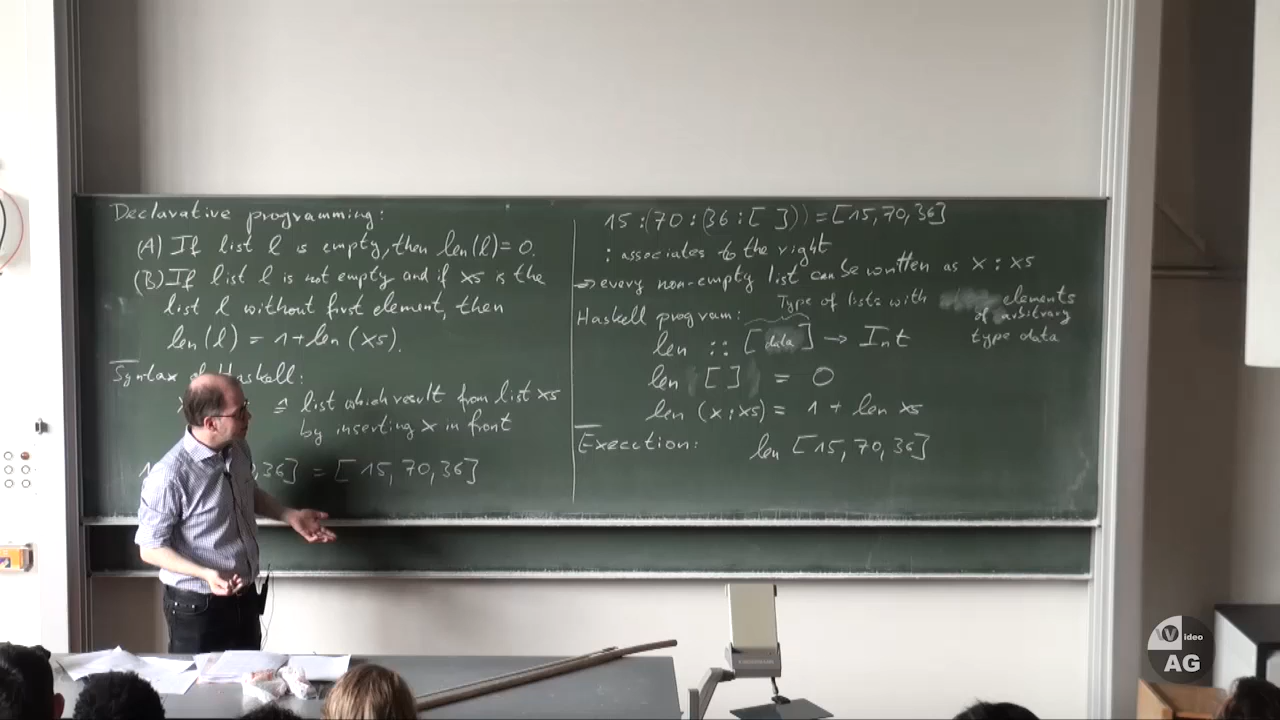 Declarative programming:
(A) If list l is empty, then len(l) = 0.
(B) If list l is not empty and if xs is the
list l without first element, then
len(l) = 1 + len(xs).
Syntax of Haskell:
≙ list which result from list xs
by inserting x in front
,36] = [15,70,36]
15:(70:(36:[ ])) = [15,70,36]
: associates to the right
⇒ every non-empty list can be written as x:xs
Type of lists with elements
of arbitrary
type data
Haskell program:
len :: [data] → Int
len [ ] = 0
len (x:xs) = 1 + len xs
Execution: len [15,70,36]
Video
AG